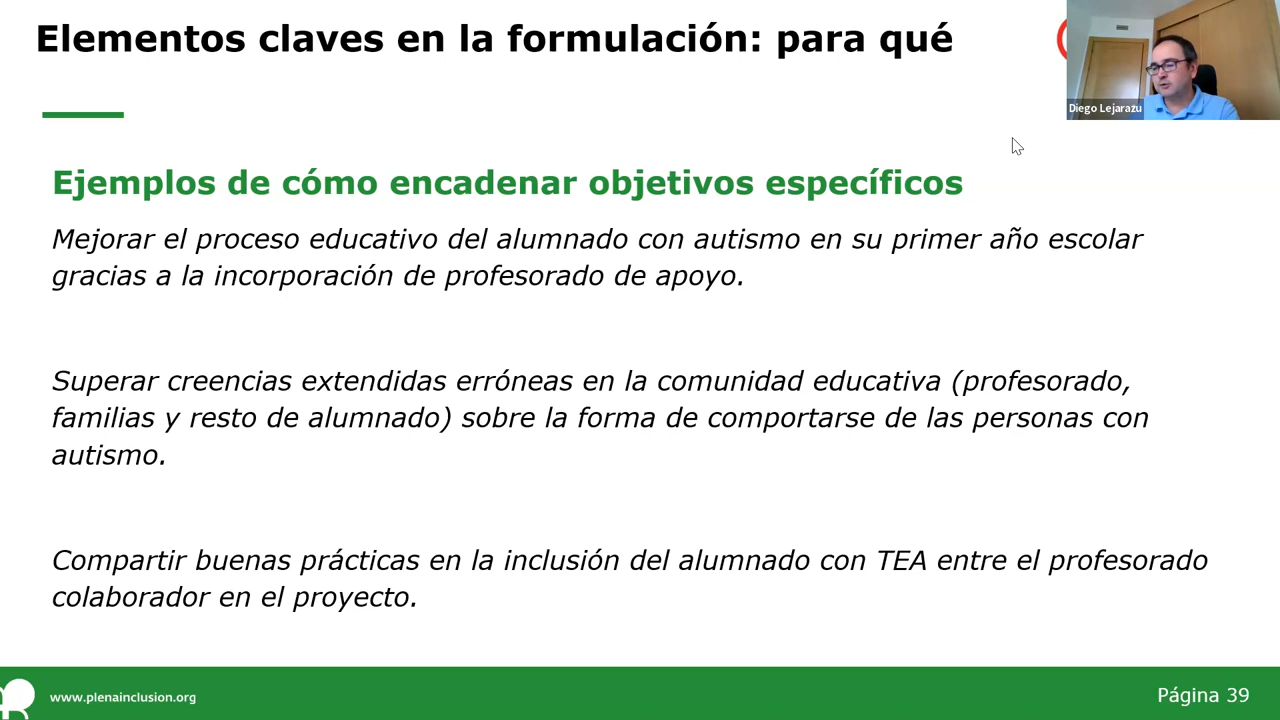 Elementos claves en la formulación: para qué
Diego Lejarazu
Ejemplos de cómo encadenar objetivos específicos
Mejorar el proceso educativo del alumnado con autismo en su primer año escolar
gracias a la incorporación de profesorado de apoyo.
Superar creencias extendidas erróneas en la comunidad educativa (profesorado,
familias y resto de alumnado) sobre la forma de comportarse de las personas con
autismo.
Compartir buenas prácticas en la inclusión del alumnado con TEA entre el profesorado
colaborador en el proyecto.
www.plenainclusion.org
Página 39